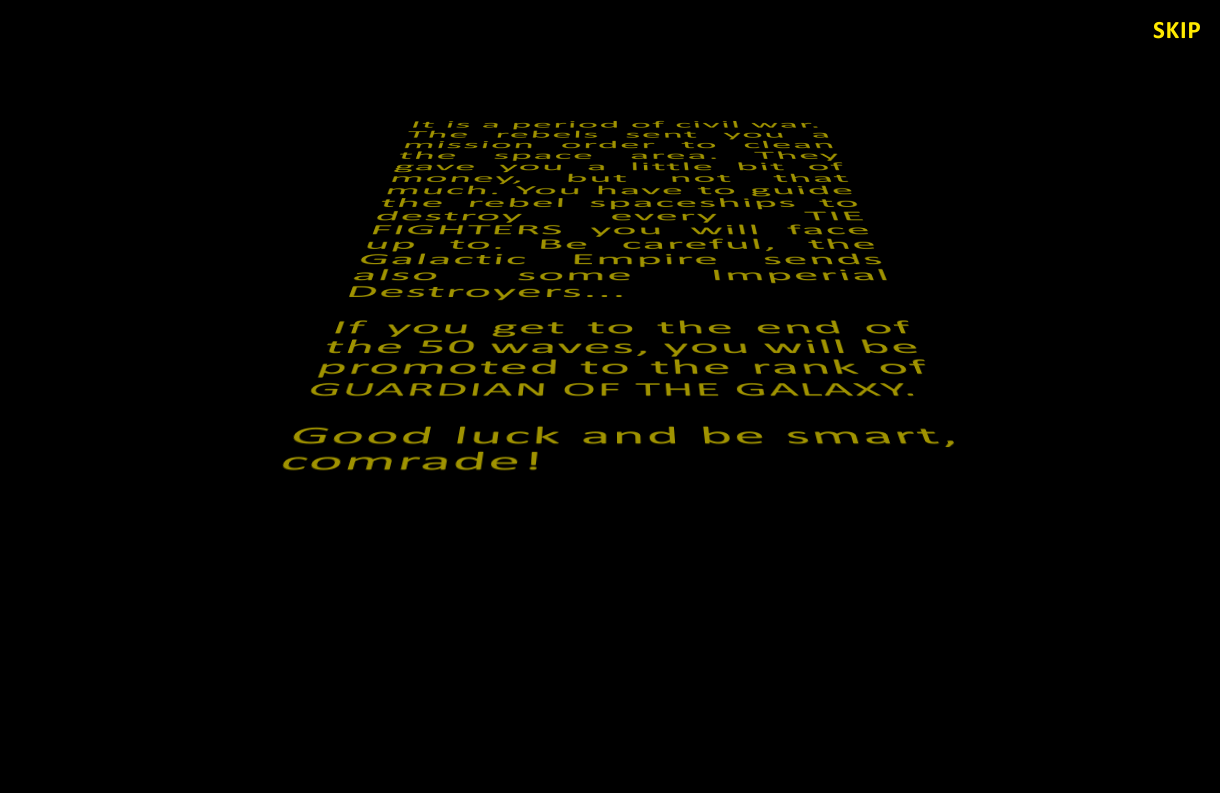 SKIP
It is a period of civil war.
The rebels sent you a
mission order to clean
the space area. They
gave you a little bit of
money, but not that
much. You have to guide
the rebel spaceships to
destroy every TIE
FIGHTERS you will face
up to. Be careful, the
Galactic Empire sends
also some Imperial
Destroyers...
If you get to the end of
the 50 waves, you will be
promoted to the rank of
GUARDIAN OF THE GALAXY.
Good luck and be smart,
comrade!